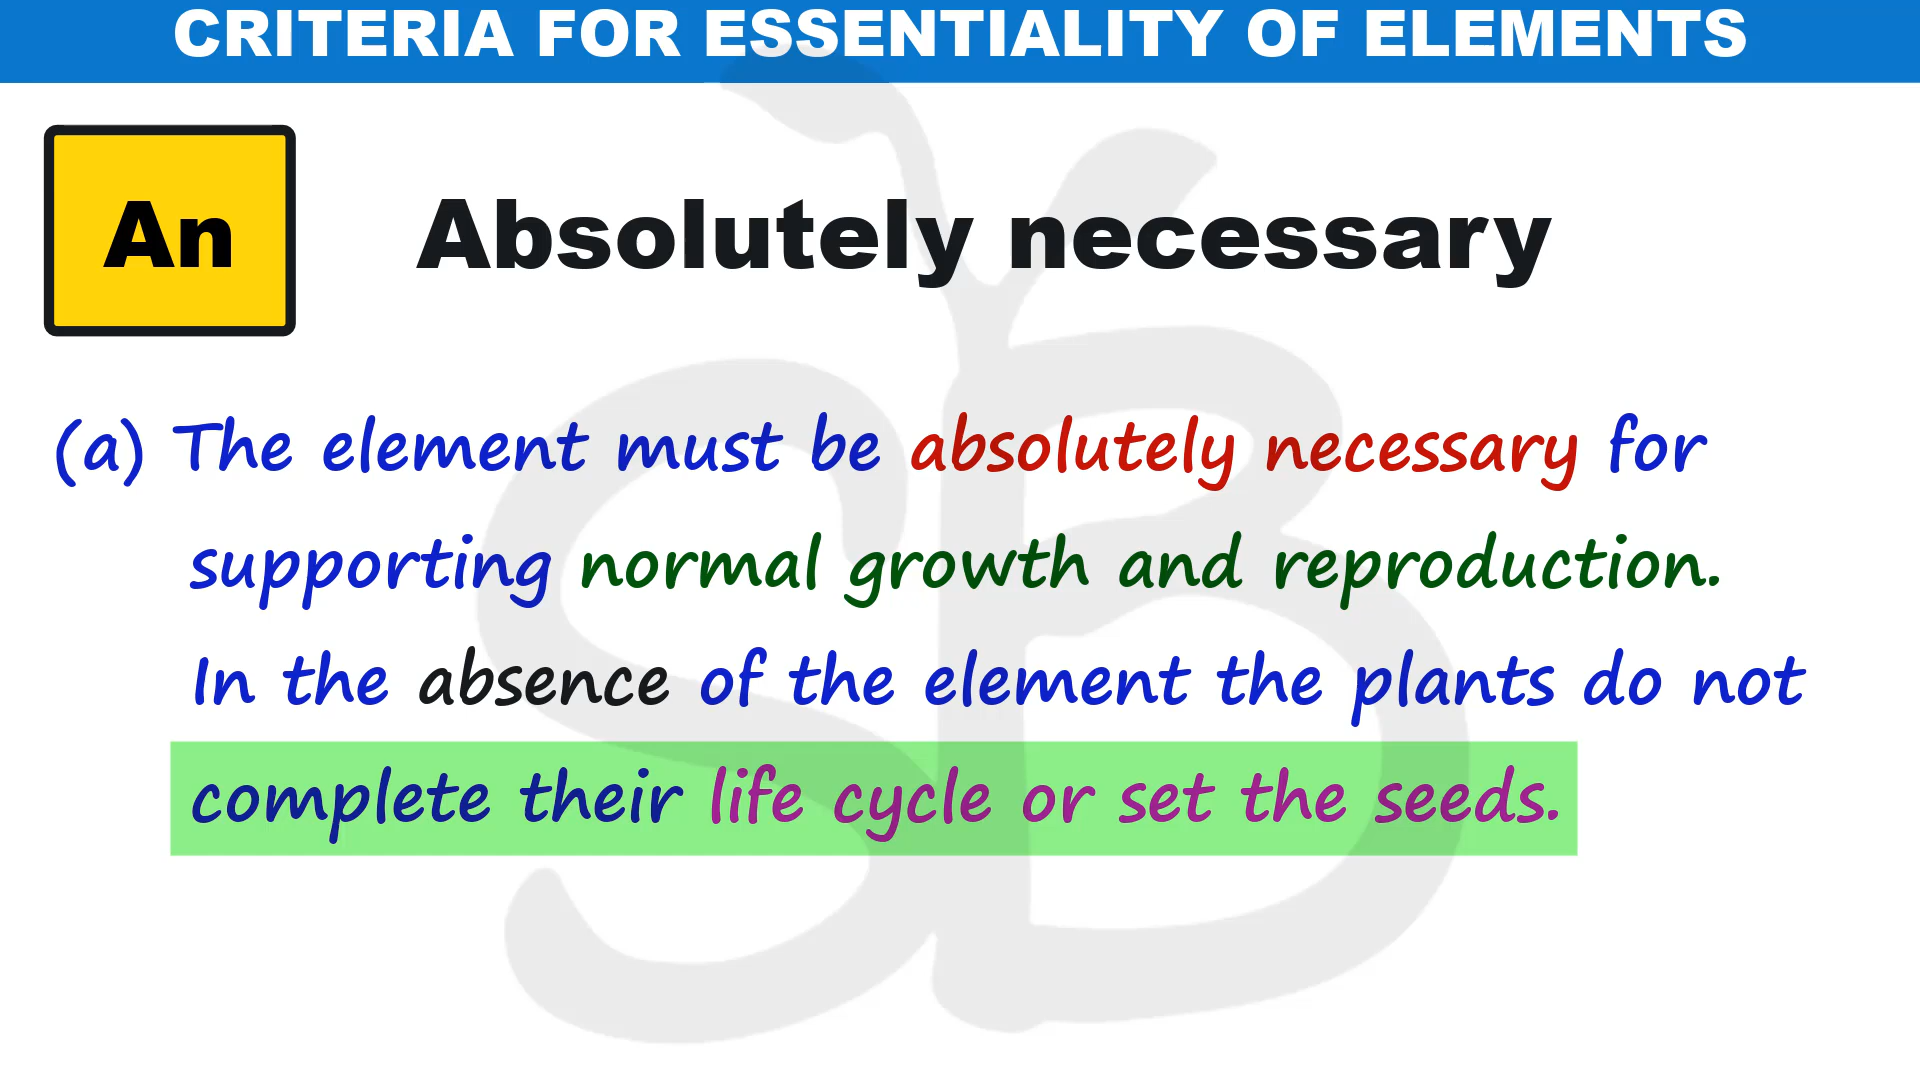 CRITERIA FOR ESSENTIALITY OF ELEMENTS
An
Absolutely necessary
(a) The element must be absolutely necessary for
supporting normal growth and reproduction.
In the absence of the element the plants do not
complete their life cycle or set the seeds.
SB